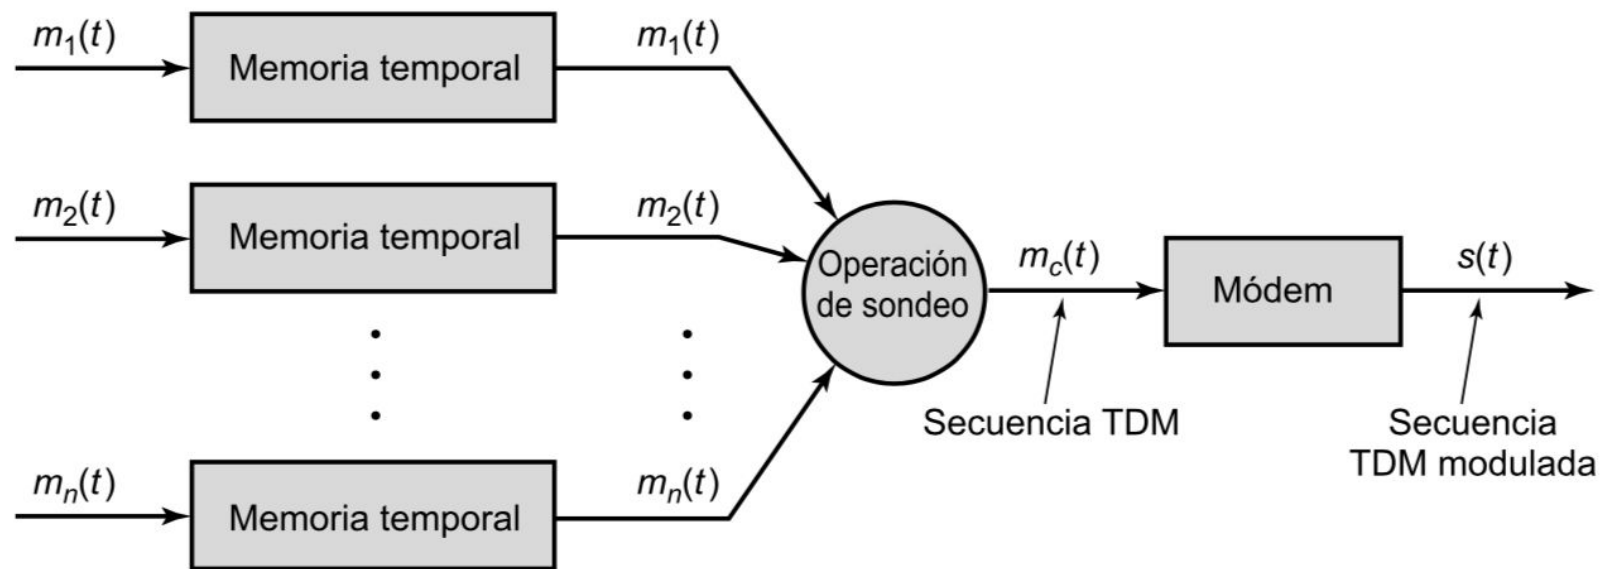 m₁(t)
Memoria temporal
m₁(t)
m₂(t)
Memoria temporal
m₂(t)
Operación
de sondeo
m_c(t)
Módem
s(t)
Secuencia TDM
Secuencia
TDM modulada
mₙ(t)
Memoria temporal
mₙ(t)